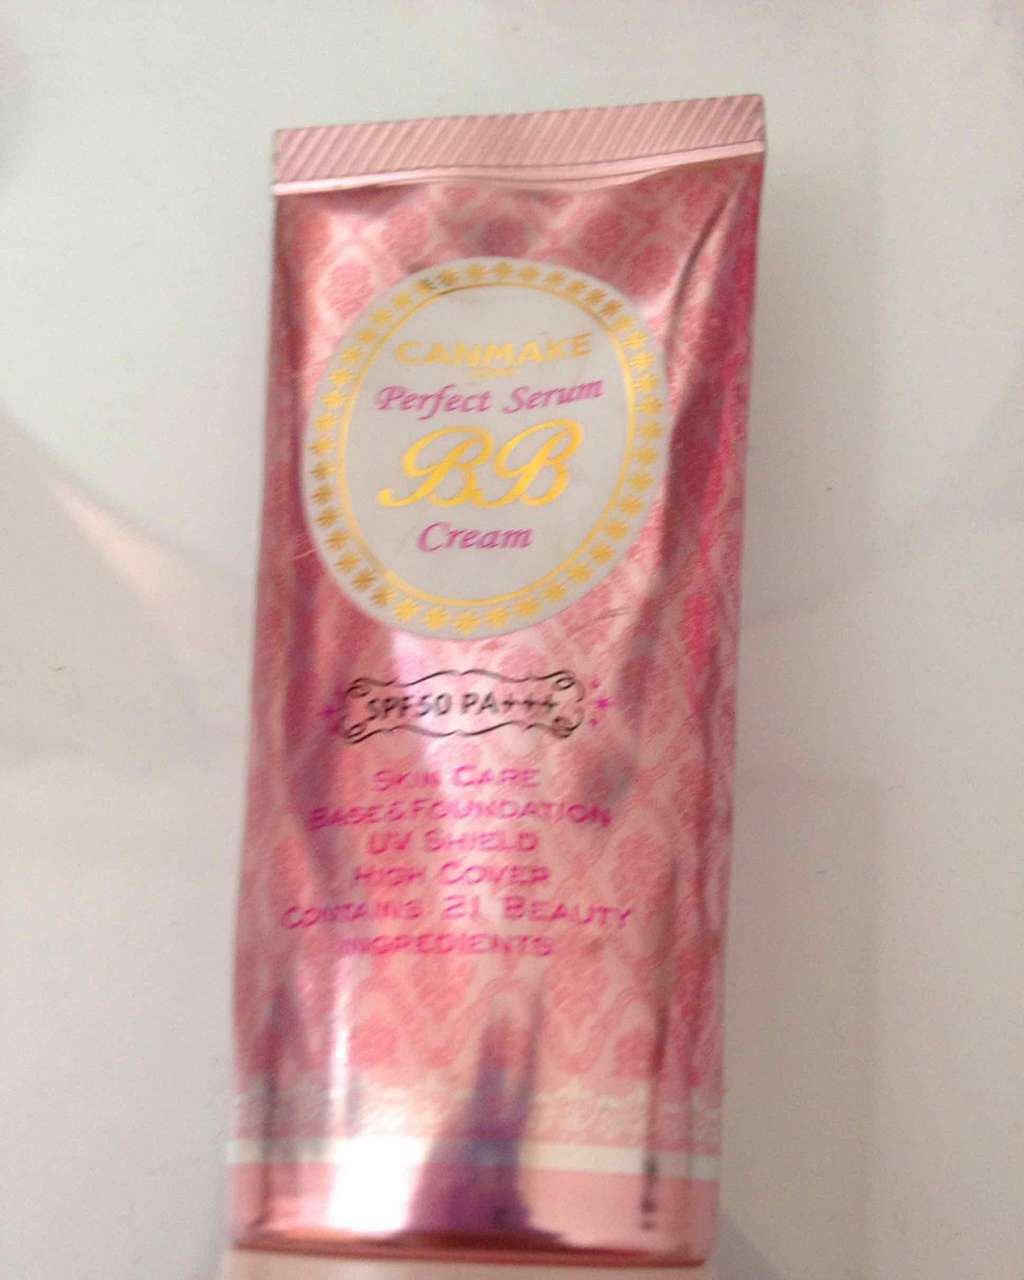 CANMAKE
Perfect Serum
BB
Cream
SPF50 PA+++
SKIN CARE
BASE&FOUNDATION
UV SHIELD
HIGH COVER
CONTAINS 21 BEAUTY
INGREDIENTS